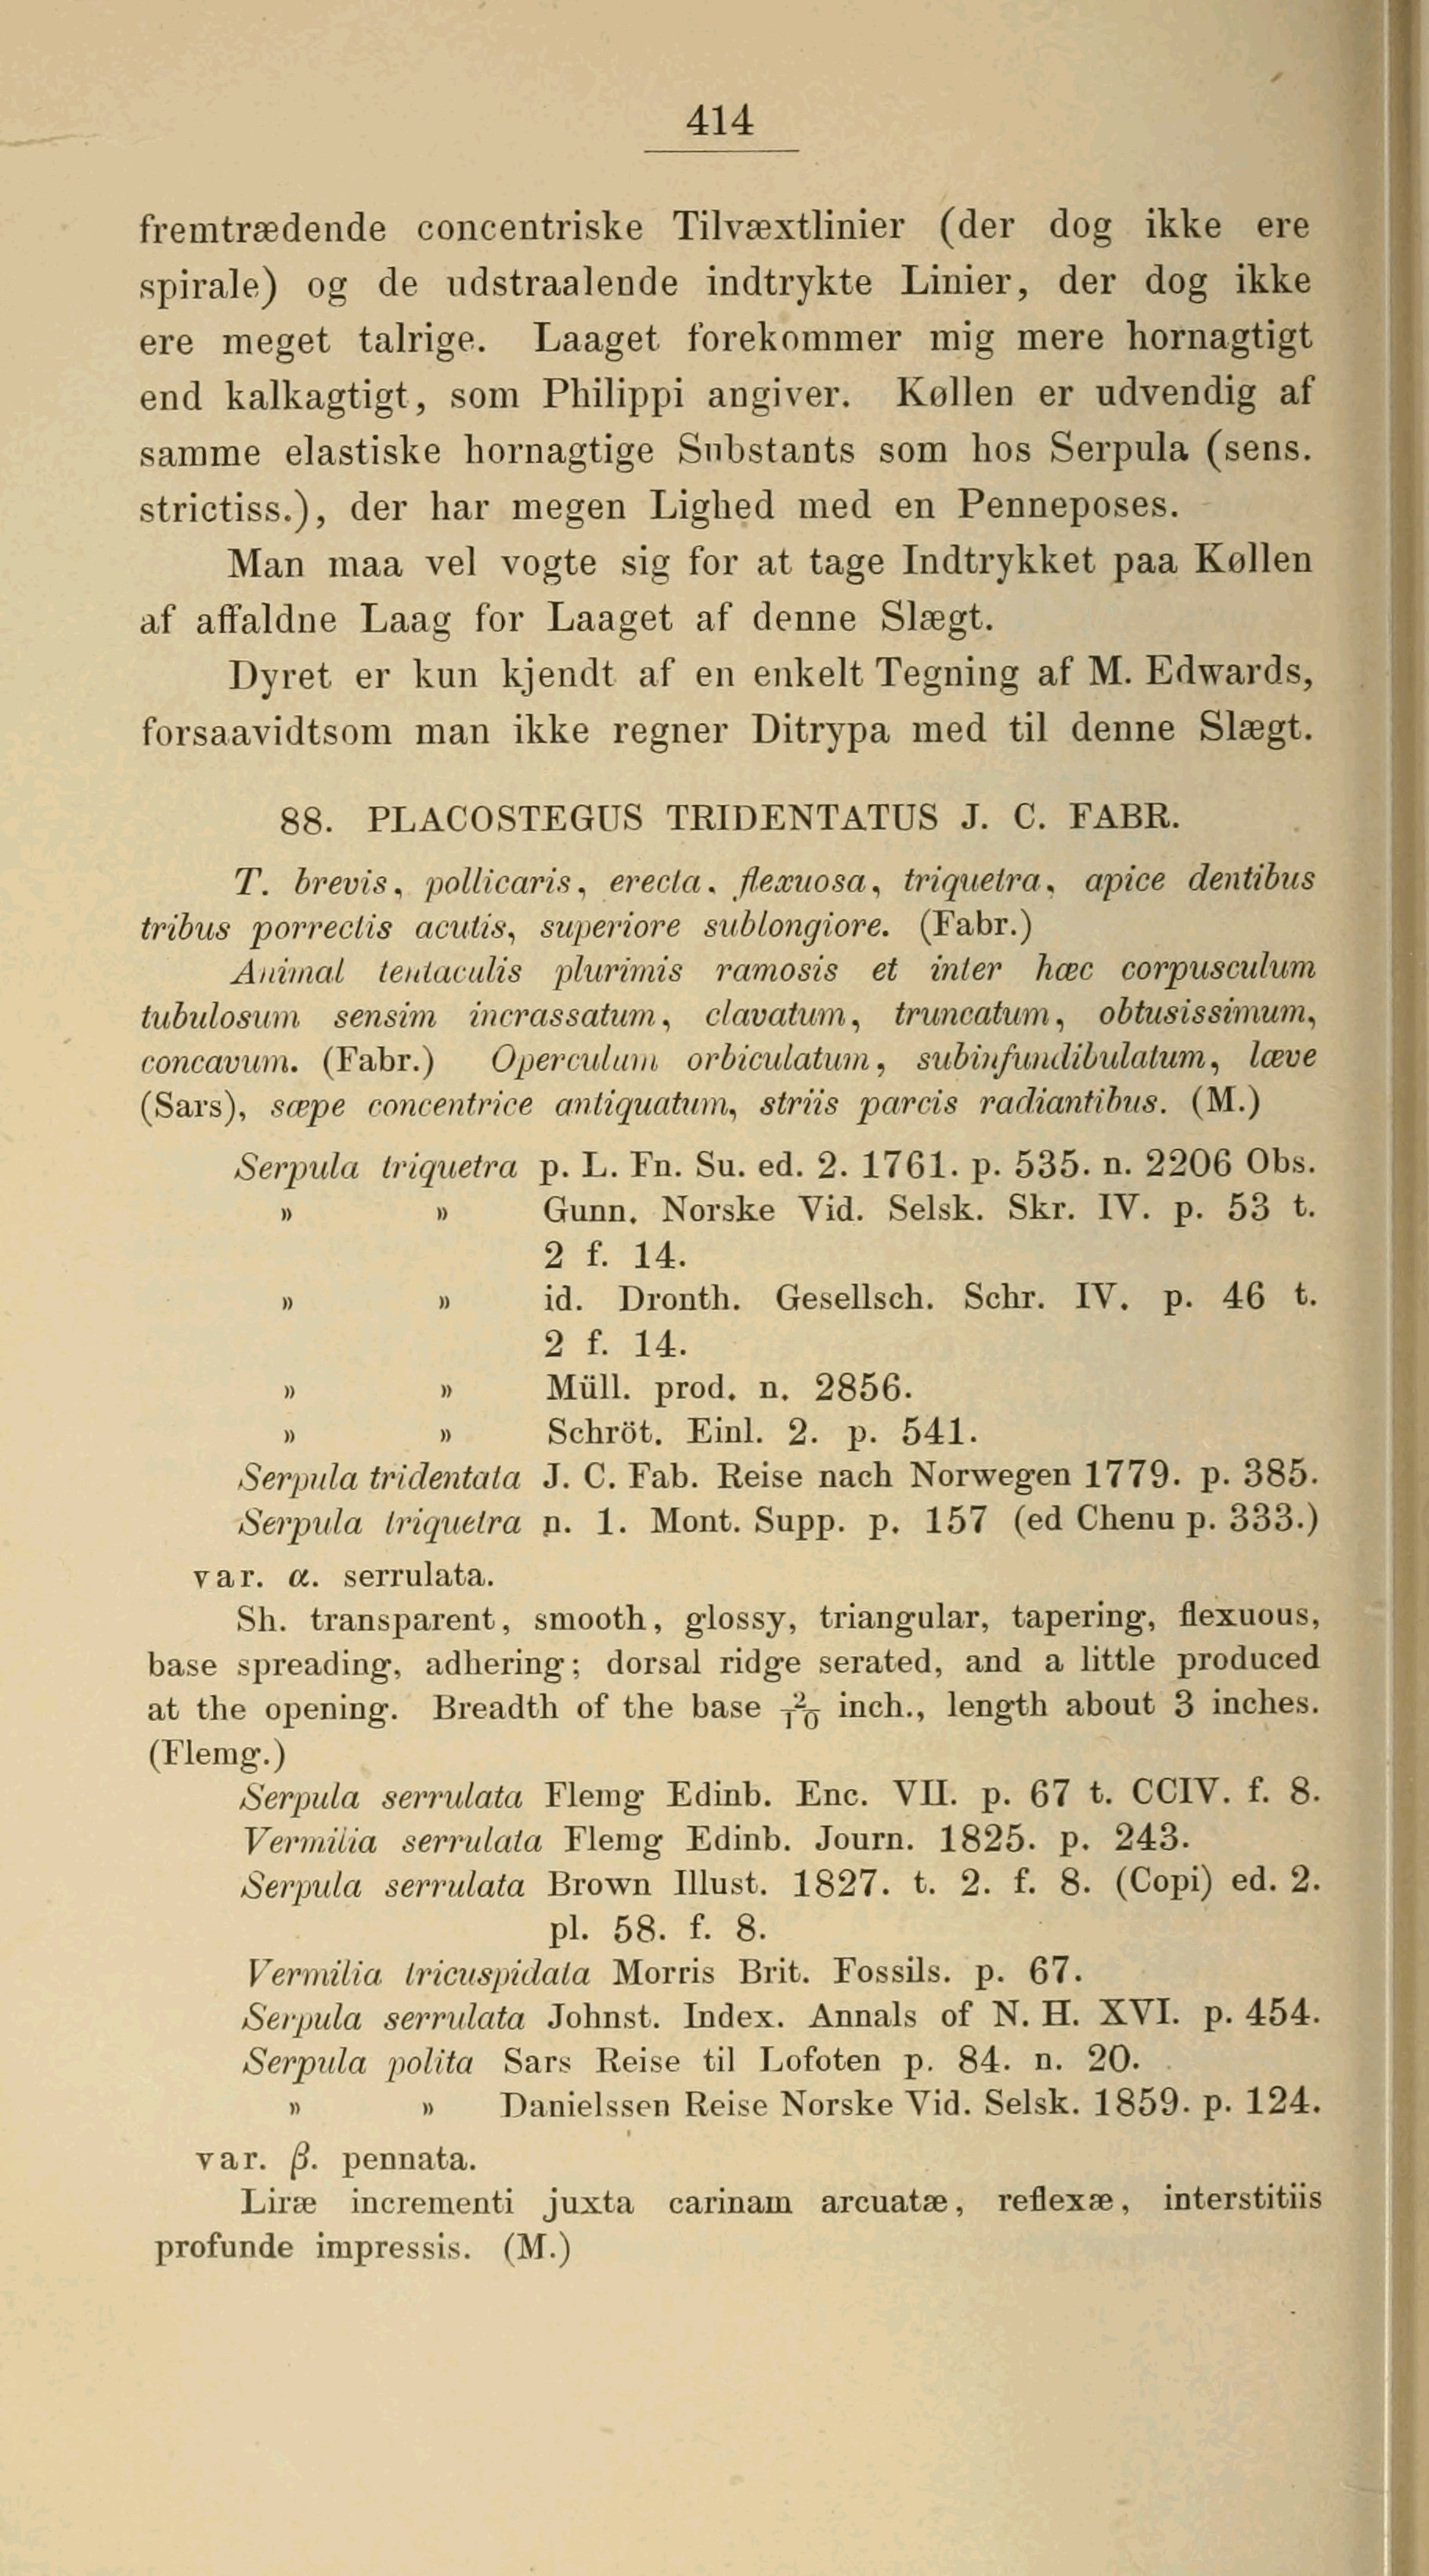 414
fremtrædende concentriske Tilvæxtlinier (der dog ikke ere
spirale) og de udstraalende indtrykte Linier, der dog ikke
ere meget talrige. Laaget forekommer mig mere hornagtigt
end kalkagtigt, som Philippi angiver. Køllen er udvendig af
samme elastiske hornagtige Substants som hos Serpula (sens.
strictiss.), der har megen Lighed med en Penneposes.
Man maa vel vogte sig for at tage Indtrykket paa Køllen
af affaldne Laag for Laaget af denne Slægt.
Dyret er kun kjendt af en enkelt Tegning af M. Edwards,
forsaavidtsom man ikke regner Ditrypa med til denne Slægt.
88. PLACOSTEGUS TRIDENTATUS J. C. FABR.
T. brevis, pollicaris, erecta, flexuosa, triquetra, apice dentibus
tribus porrectis acutis, superiore sublongiore. (Fabr.)
Animal tentaculis plurimis ramosis et inter hæc corpusculum
tubulosum sensim incrassatum, clavatum, truncatum, obtusissimum,
concavum. (Fabr.) Operculum orbiculatum, subinfundibulatum, læve
(Sars), sæpe concentrice antiquatum, striis parcis radiantibus. (M.)
Serpula triquetra p. L. Fn. Su. ed. 2. 1761. p. 535. n. 2206 Obs.
» » Gunn. Norske Vid. Selsk. Skr. IV. p. 53 t.
2 f. 14.
» » id. Dronth. Gesellsch. Schr. IV. p. 46 t.
2 f. 14.
» » Müll. prod. n. 2856.
» » Schröt. Einl. 2. p. 541.
Serpula tridentata J. C. Fab. Reise nach Norwegen 1779. p. 385.
Serpula triquetra n. 1. Mont. Supp. p. 157 (ed Chenu p. 333.)
var. α. serrulata.
Sh. transparent, smooth, glossy, triangular, tapering, flexuous,
base spreading, adhering; dorsal ridge serated, and a little produced
at the opening. Breadth of the base 2/10 inch., length about 3 inches.
(Flemg.)
Serpula serrulata Flemg Edinb. Enc. VII. p. 67 t. CCIV. f. 8.
Vermilia serrulata Flemg Edinb. Journ. 1825. p. 243.
Serpula serrulata Brown Illust. 1827. t. 2. f. 8. (Copi) ed. 2.
pl. 58. f. 8.
Vermilia tricuspidata Morris Brit. Fossils. p. 67.
Serpula serrulata Johnst. Index. Annals of N. H. XVI. p. 454.
Serpula polita Sars Reise til Lofoten p. 84. n. 20.
» » Danielssen Reise Norske Vid. Selsk. 1859. p. 124.
var. β. pennata.
Liræ incrementi juxta carinam arcuatæ, reflexæ, interstitiis
profunde impressis. (M.)